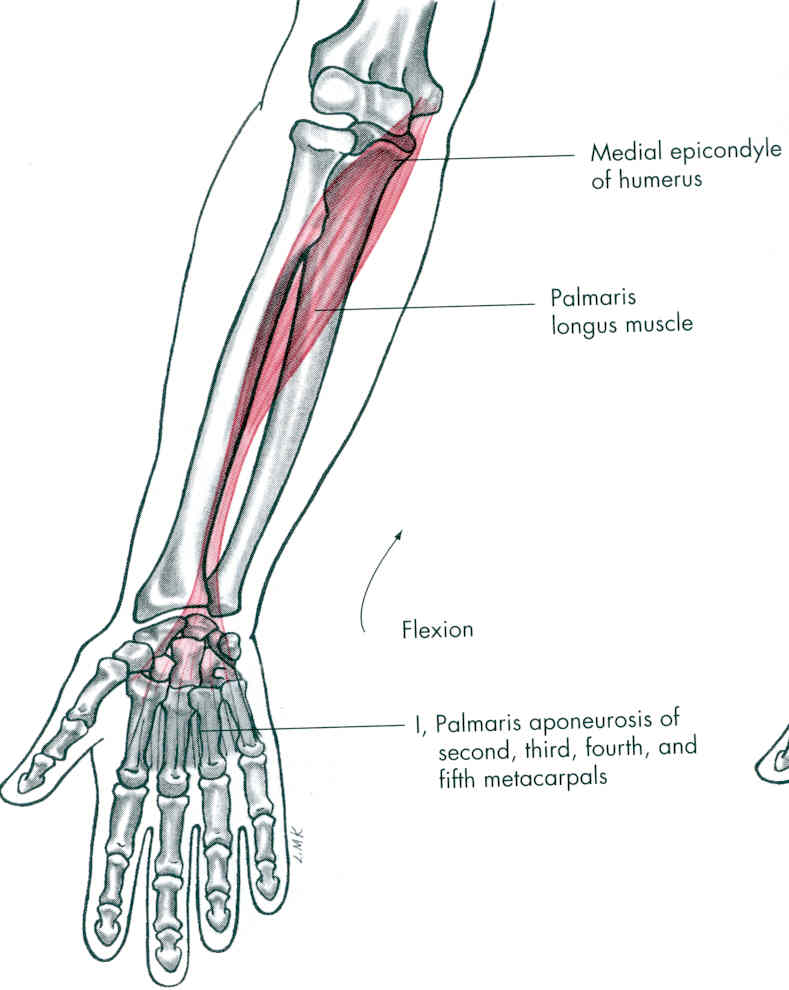 Medial epicondyle
of humerus
Palmaris
longus muscle
Flexion
I, Palmaris aponeurosis of
second, third, fourth, and
fifth metacarpals
L.M.K